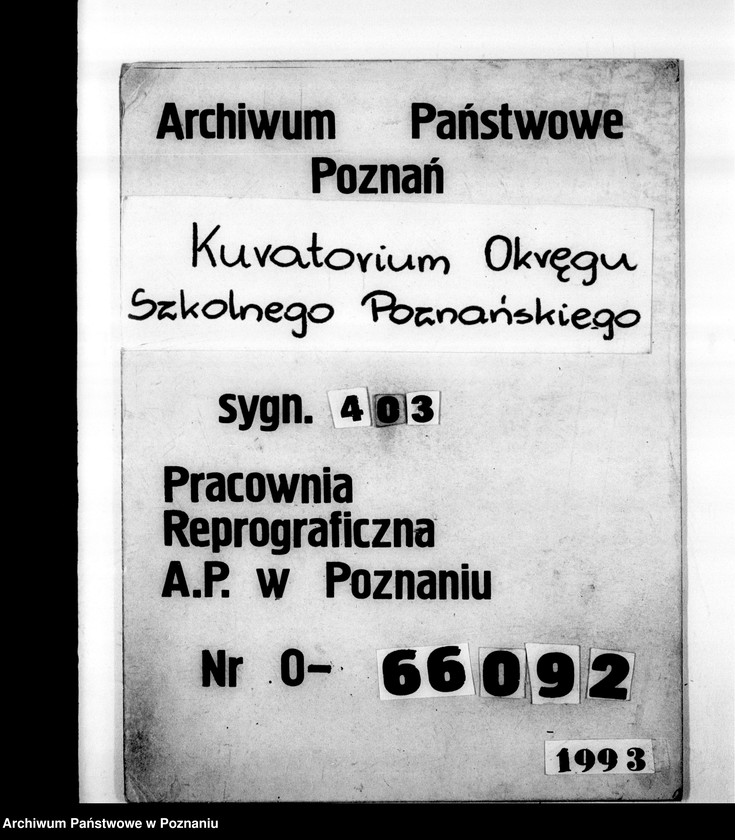 Archiwum Państwowe
Poznań
Kuratorium Okręgu
Szkolnego Poznańskiego
sygn. 403
Pracownia
Reprograficzna
A.P. w Poznaniu
Nr 0- 66092
1993
Archiwum Państwowe w Poznaniu